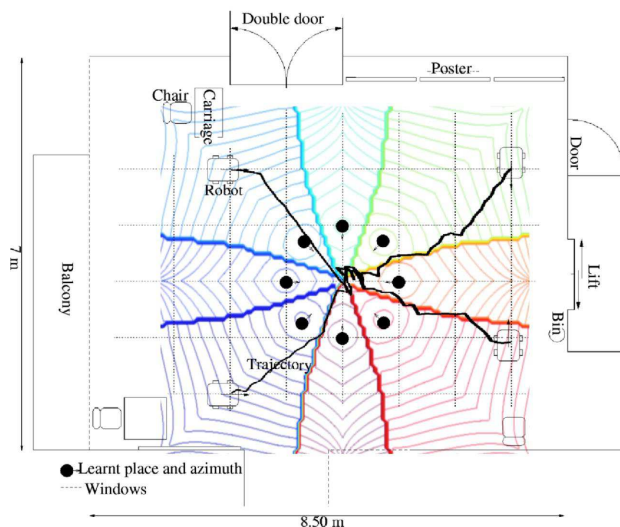 Double door
Poster
Chair
Carriage
Door
Robot
7 m
Balcony
Lift
Bin
Trajectory
Learnt place and azimuth
Windows
8.50 m